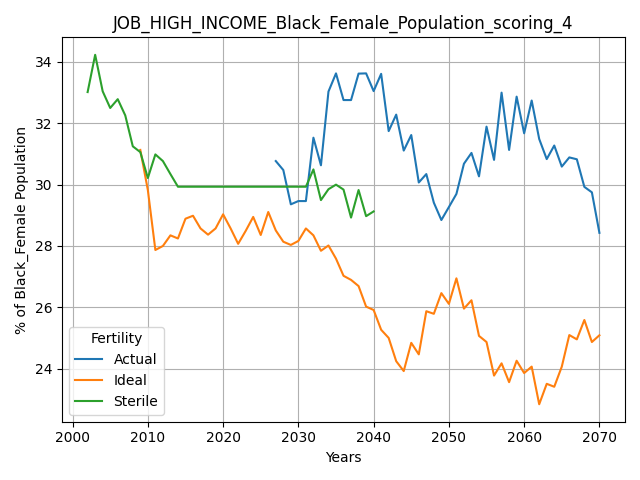 JOB_HIGH_INCOME_Black_Female_Population_scoring_4
% of Black_Female Population
34
32
30
28
26
24
Fertility
Actual
Ideal
Sterile
2000 2010 2020 2030 2040 2050 2060 2070
Years